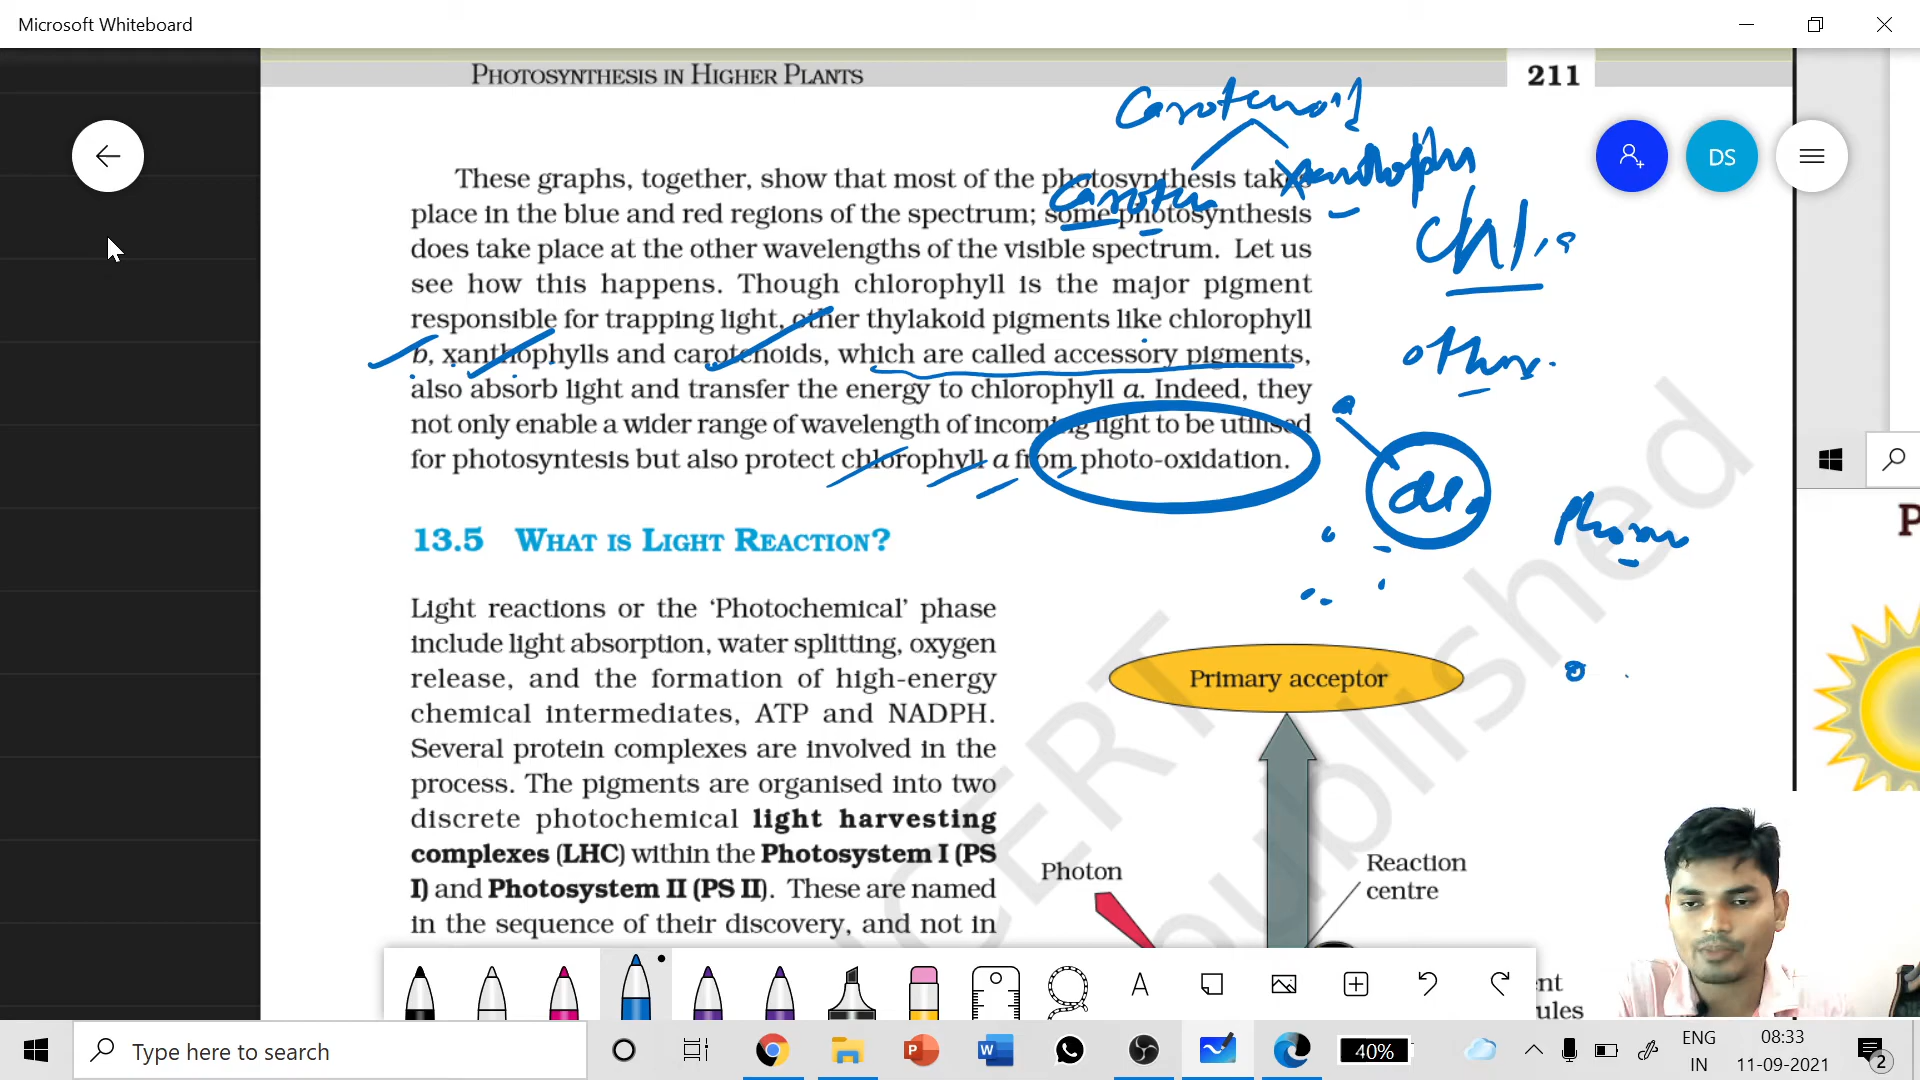 Microsoft Whiteboard
PHOTOSYNTHESIS IN HIGHER PLANTS
211
Carotenoid
Caroten
Xanthophy
DS
These graphs, together, show that most of the photosynthesis takes
place in the blue and red regions of the spectrum; some photosynthesis
does take place at the other wavelengths of the visible spectrum. Let us
see how this happens. Though chlorophyll is the major pigment
responsible for trapping light, other thylakoid pigments like chlorophyll
b, xanthophylls and carotenoids, which are called accessory pigments,
also absorb light and transfer the energy to chlorophyll a. Indeed, they
not only enable a wider range of wavelength of incoming light to be utilised
for photosyntesis but also protect chlorophyll a from photo-oxidation.
others.
13.5 WHAT IS LIGHT REACTION?
Light reactions or the ‘Photochemical’ phase
include light absorption, water splitting, oxygen
release, and the formation of high-energy
chemical intermediates, ATP and NADPH.
Several protein complexes are involved in the
process. The pigments are organised into two
discrete photochemical light harvesting
complexes (LHC) within the Photosystem I (PS
I) and Photosystem II (PS II). These are named
in the sequence of their discovery, and not in
Primary acceptor
Photon
Reaction
centre
NCERT
published
P
nt
ules
A
Type here to search
40%
ENG
IN
08:33
11-09-2021
2